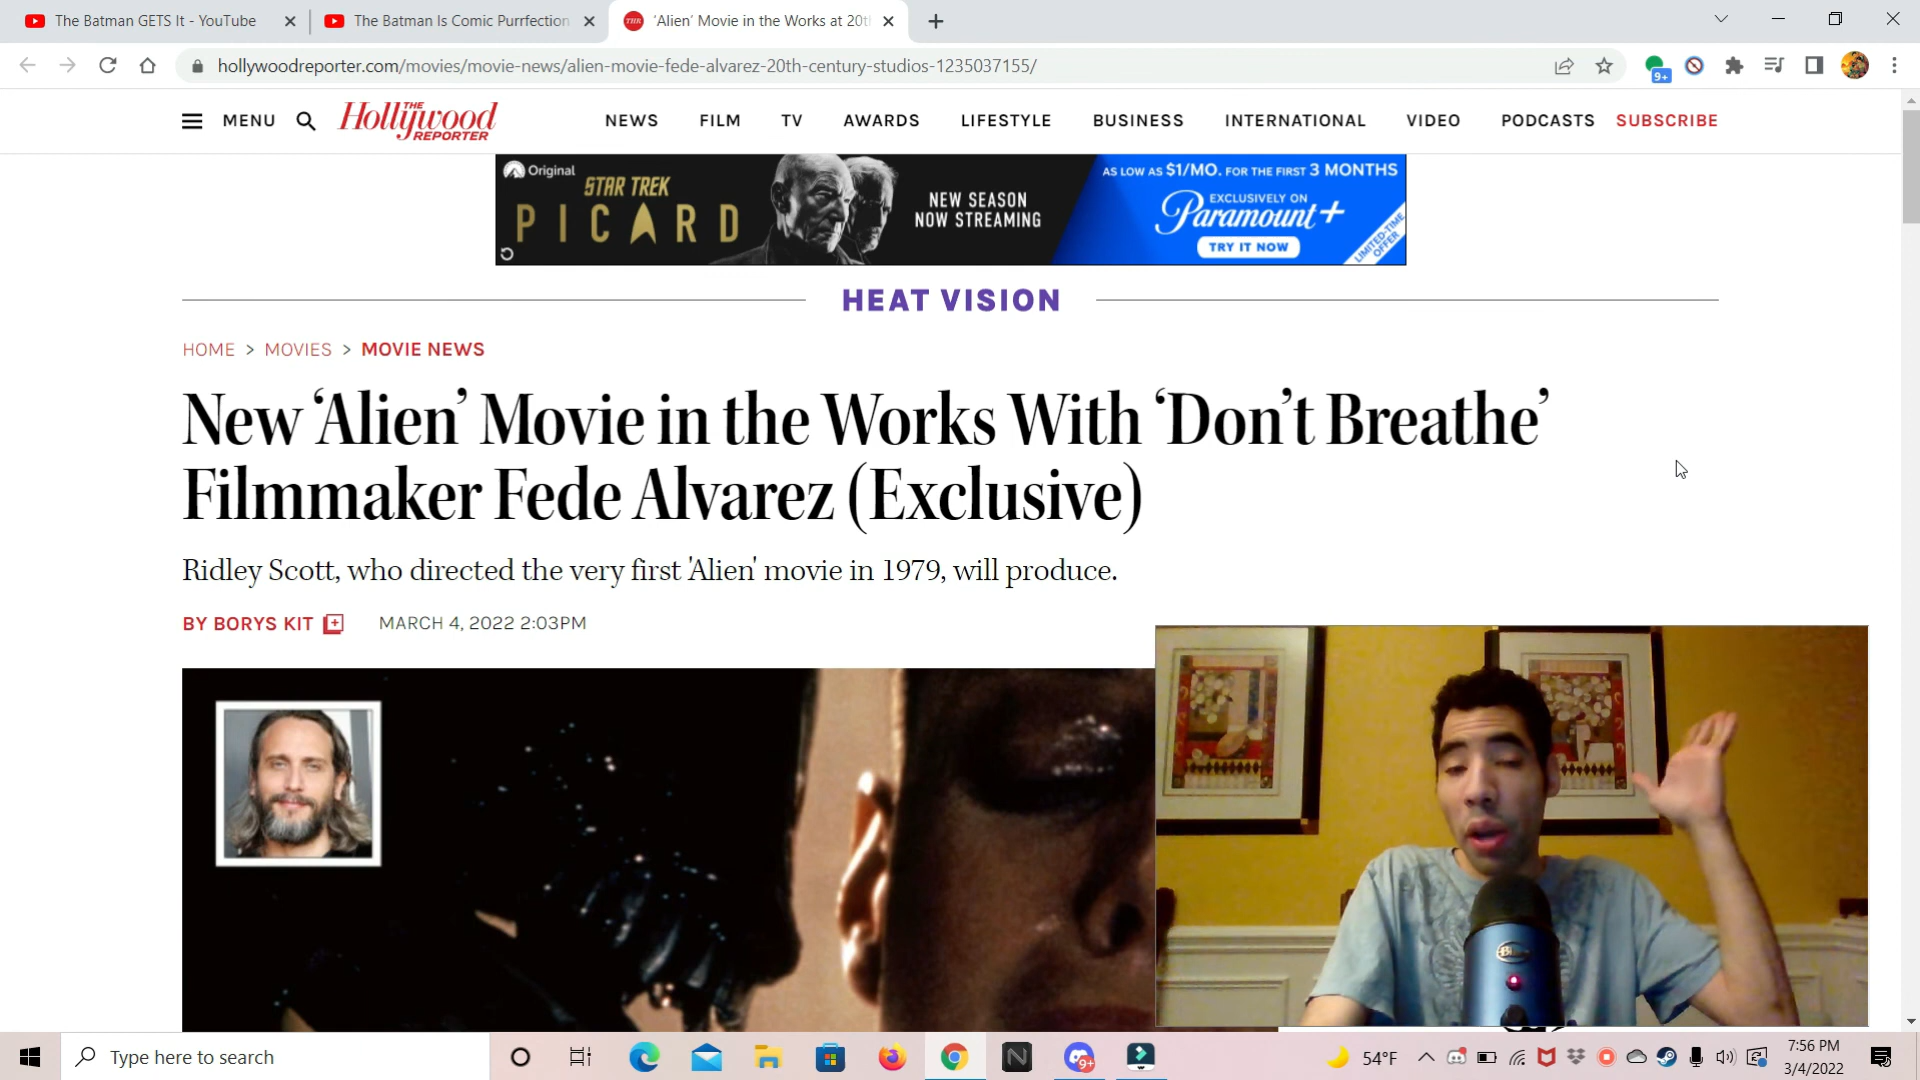 The Batman GETS It - YouTube
The Batman Is Comic Purrfection
'Alien' Movie in the Works at 20t
hollywoodreporter.com/movies/movie-news/alien-movie-fede-alvarez-20th-century-studios-1235037155/
9+
MENU
THE
Hollywood
REPORTER
NEWS
FILM
TV
AWARDS
LIFESTYLE
BUSINESS
INTERNATIONAL
VIDEO
PODCASTS
SUBSCRIBE
Original
STAR TREK
PICARD
NEW SEASON
NOW STREAMING
AS LOW AS $1/MO. FOR THE FIRST 3 MONTHS
EXCLUSIVELY ON
Paramount+
TRY IT NOW
LIMITED-TIME
OFFER
HEAT VISION
HOME > MOVIES > MOVIE NEWS
New ‘Alien’ Movie in the Works With ‘Don’t Breathe’
Filmmaker Fede Alvarez (Exclusive)
Ridley Scott, who directed the very first 'Alien' movie in 1979, will produce.
BY BORYS KIT
MARCH 4, 2022 2:03PM
Type here to search
9+
54°F
7:56 PM
3/4/2022